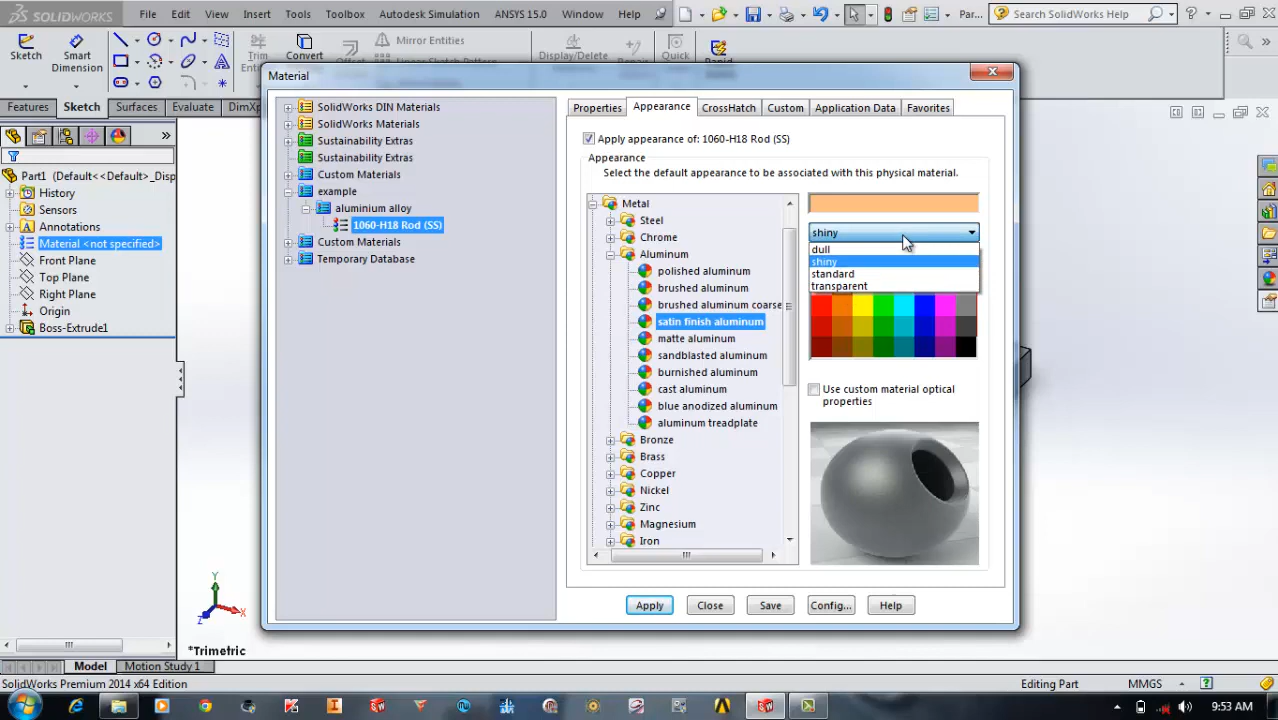 SOLIDWORKS File Edit View Insert Tools Toolbox Autodesk Simulation ANSYS 15.0 Window Help Par... Search SolidWorks Help
Sketch Smart Dimension Trim Convert Mirror Entities Display/Delete Repair Quick Rapid
Features Sketch Surfaces Evaluate DimXp
Material
SolidWorks DIN Materials
SolidWorks Materials
Sustainability Extras
Sustainability Extras
Custom Materials
example
aluminium alloy
1060-H18 Rod (SS)
Custom Materials
Temporary Database
Part1 (Default<<Default>_Disp
History
Sensors
Annotations
Material <not specified>
Front Plane
Top Plane
Right Plane
Origin
Boss-Extrude1
Properties Appearance CrossHatch Custom Application Data Favorites
Apply appearance of: 1060-H18 Rod (SS)
Appearance
Select the default appearance to be associated with this physical material.
Metal
Steel
Chrome
Aluminum
polished aluminum
brushed aluminum
brushed aluminum coarse
satin finish aluminum
matte aluminum
sandblasted aluminum
burnished aluminum
cast aluminum
blue anodized aluminum
aluminum treadplate
Bronze
Brass
Copper
Nickel
Zinc
Magnesium
Iron
shiny
dull
shiny
standard
transparent
Use custom material optical
properties
Apply Close Save Config... Help
Y
X
Z
*Trimetric
Model Motion Study 1
SolidWorks Premium 2014 x64 Edition Editing Part MMGS
9:53 AM